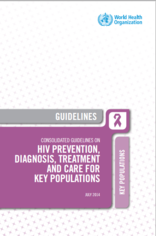 World Health
Organization
GUIDELINES
CONSOLIDATED GUIDELINES ON
HIV PREVENTION,
DIAGNOSIS, TREATMENT
AND CARE FOR
KEY POPULATIONS
JULY 2014
KEY POPULATIONS